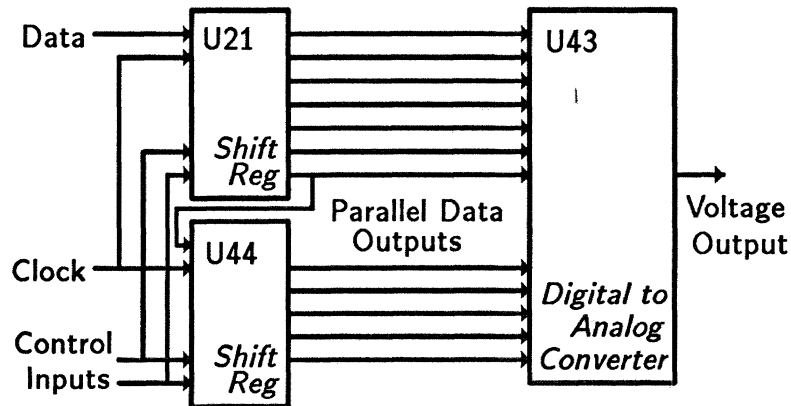 Data
U21
Shift
Reg
U43
Parallel Data
Outputs
Voltage
Output
Clock
U44
Digital to
Analog
Converter
Control
Inputs
Shift
Reg